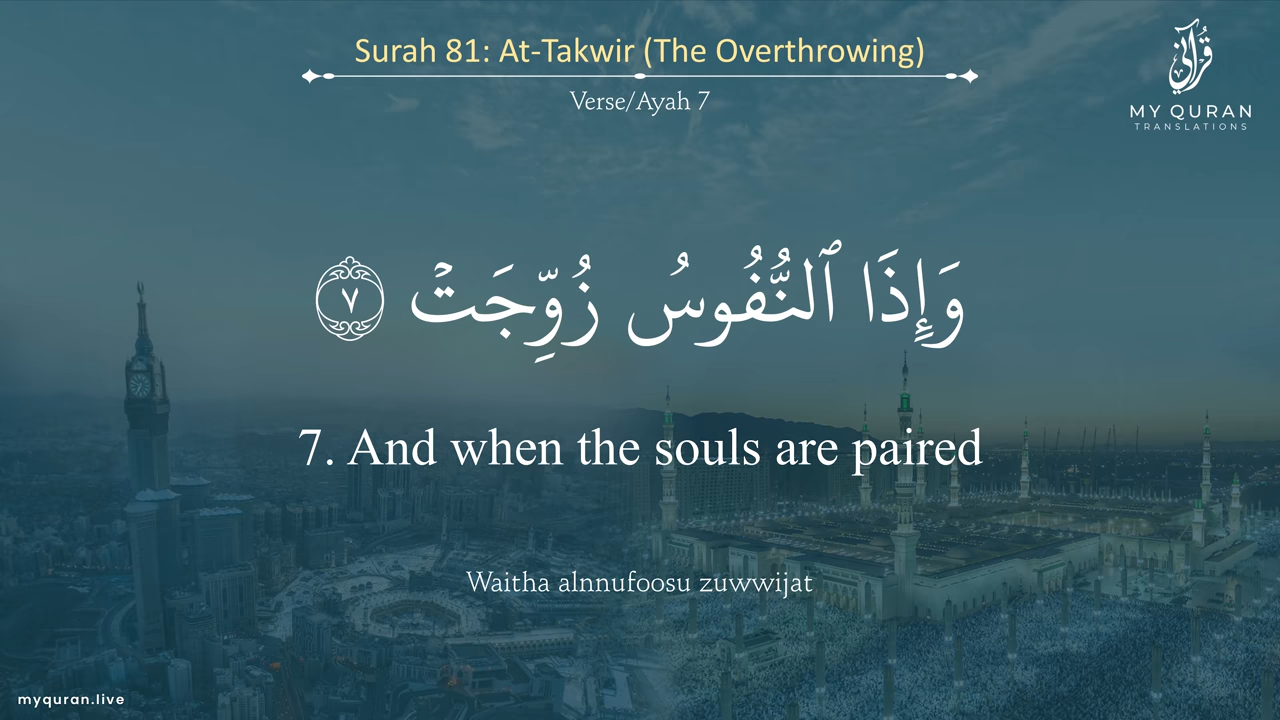 Surah 81: At-Takwir (The Overthrowing)
Verse/Ayah 7
قرآني
MY QURAN
TRANSLATIONS
وَإِذَا ٱلنُّفُوسُ زُوِّجَتۡ ٧
7. And when the souls are paired
Waitha alnnufoosu zuwwijat
myquran.live